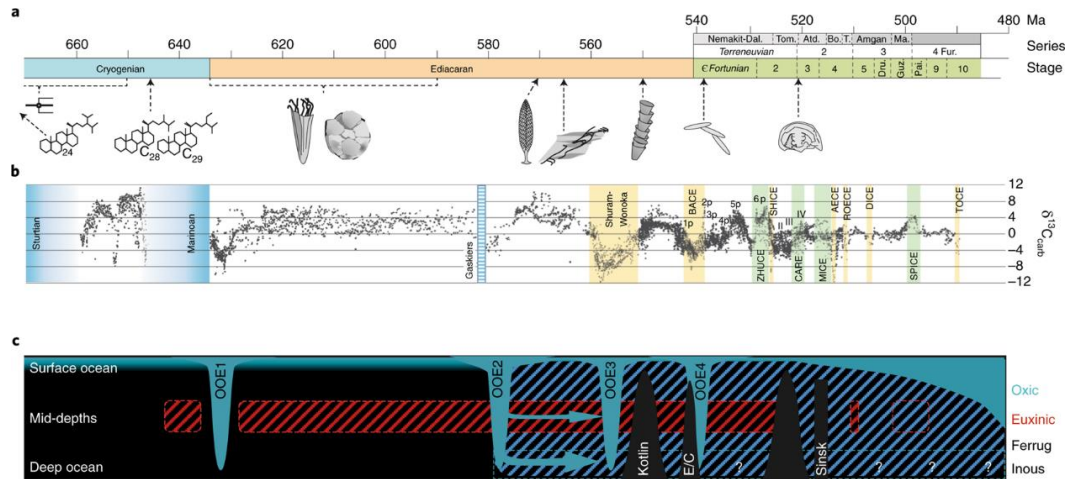 a
540 520 500 480 Ma
Nemakit-Dal. Tom. Atd. Bo. T. Amgan Ma.
660 640 620 600 580 560 Terreneuvian 2 3 4 Fur. Series
Cryogenian Ediacaran Є Fortunian 2 3 4 5 Dru. Guz. Pai. 9 10 Stage
24 C28 C29
b
Sturtian
Marinoan
Gaskiers
Shuram-
Wonoka
BACE
1p
2p
3p
4p
5p
6p
ZHUCE
SHICE
II
III
IV
CARE
MICE
AECE
ROECE
DICE
SPICE
TOCE
12
8
4
0
−4
−8
−12
δ13Ccarb
c
Surface ocean OOE1 OOE2 OOE3 OOE4 Oxic
Mid-depths Euxinic
Kotlin E/C Sinsk Ferrug
Deep ocean ? ? ? ? Inous